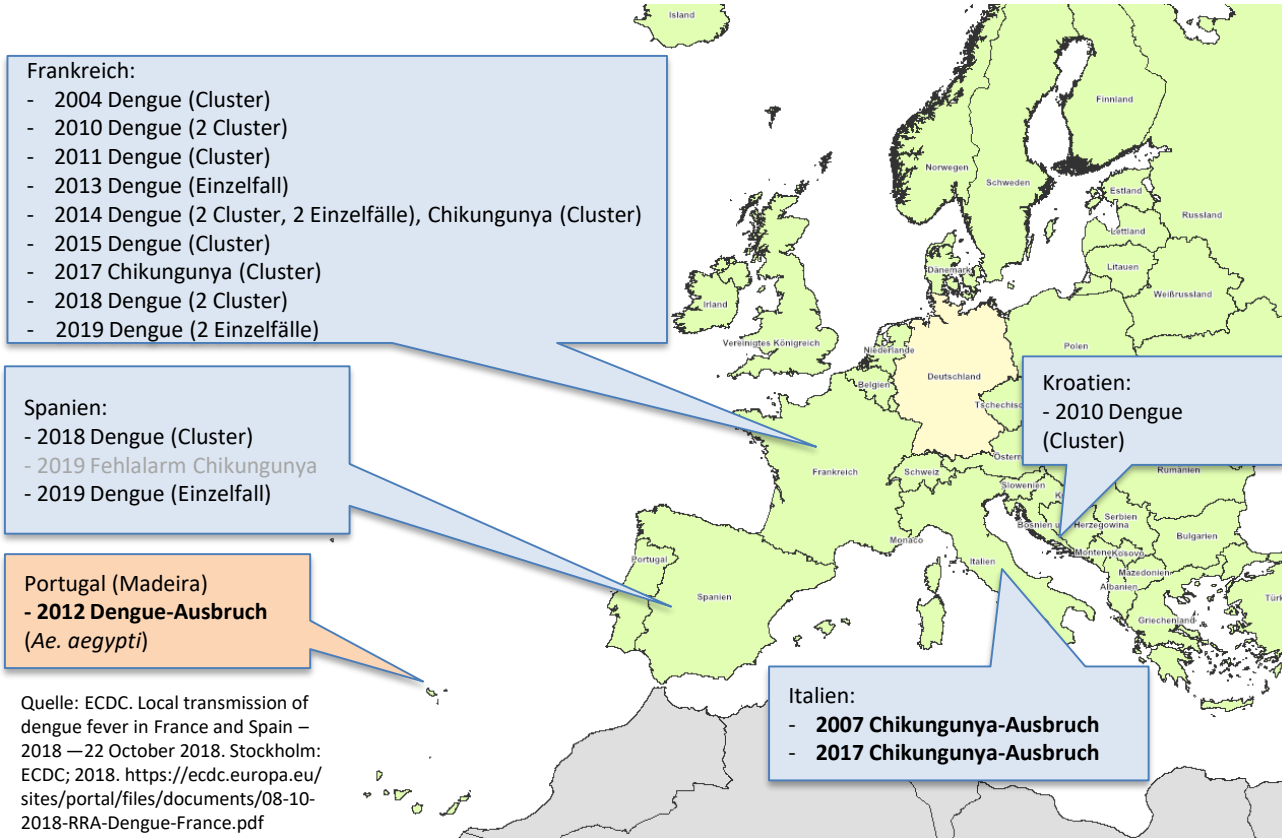 Frankreich:
- 2004 Dengue (Cluster)
- 2010 Dengue (2 Cluster)
- 2011 Dengue (Cluster)
- 2013 Dengue (Einzelfall)
- 2014 Dengue (2 Cluster, 2 Einzelfälle), Chikungunya (Cluster)
- 2015 Dengue (Cluster)
- 2017 Chikungunya (Cluster)
- 2018 Dengue (2 Cluster)
- 2019 Dengue (2 Einzelfälle)
Spanien:
- 2018 Dengue (Cluster)
- 2019 Fehlalarm Chikungunya
- 2019 Dengue (Einzelfall)
Portugal (Madeira)
- 2012 Dengue-Ausbruch
(Ae. aegypti)
Quelle: ECDC. Local transmission of
dengue fever in France and Spain –
2018 —22 October 2018. Stockholm:
ECDC; 2018. https://ecdc.europa.eu/
sites/portal/files/documents/08-10-
2018-RRA-Dengue-France.pdf
Kroatien:
- 2010 Dengue
(Cluster)
Italien:
- 2007 Chikungunya-Ausbruch
- 2017 Chikungunya-Ausbruch
Island
Finnland
Norwegen
Schweden
Estland
Russland
Lettland
Dänemark
Litauen
Weißrussland
Irland
Vereinigtes Königreich
Niederlande
Polen
Belgien
Deutschland
Tschechisc
Österr
Frankreich
Schweiz
Rumänien
Slowenien
K
Serbien
Bosnien u
Herzegowina
Bulgarien
Monaco
Montene
Kosovo
Italien
Mazedonien
Albanien
Portugal
Spanien
Griechenland
Türk